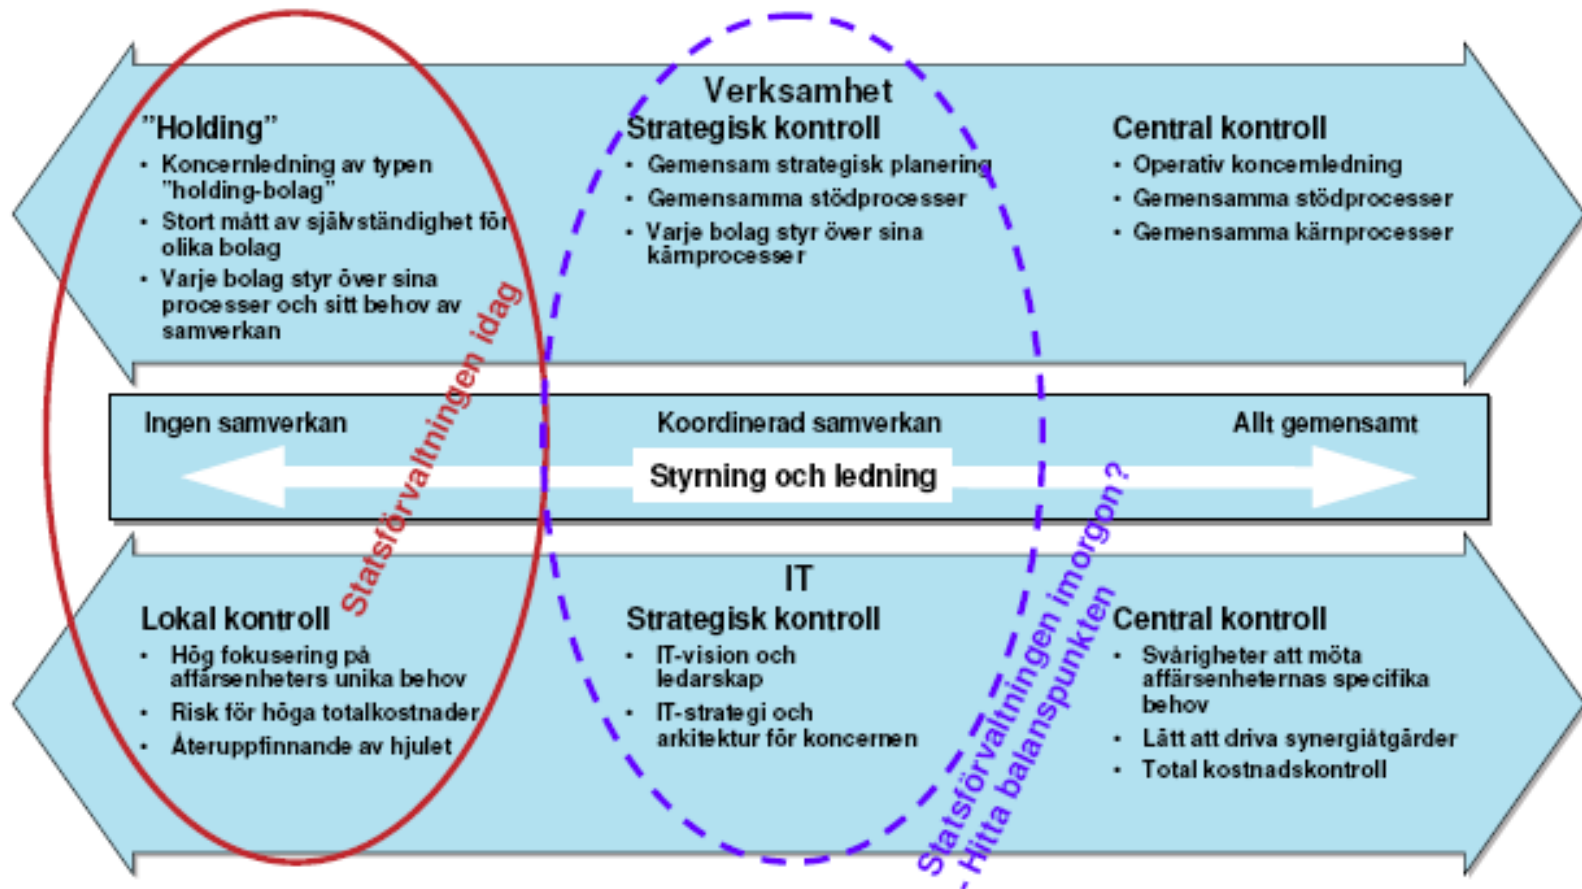 Verksamhet
”Holding”
• Koncernledning av typen
”holding-bolag”
• Stort mått av självständighet för
olika bolag
• Varje bolag styr över sina
processer och sitt behov av
samverkan
Strategisk kontroll
• Gemensam strategisk planering
• Gemensamma stödprocesser
• Varje bolag styr över sina
kärnprocesser
Central kontroll
• Operativ koncernledning
• Gemensamma stödprocesser
• Gemensamma kärnprocesser
Statsförvaltningen idag
Ingen samverkan
Koordinerad samverkan
Allt gemensamt
Styrning och ledning
IT
Lokal kontroll
• Hög fokusering på
affärsenheters unika behov
• Risk för höga totalkostnader
• Återuppfinnande av hjulet
Strategisk kontroll
• IT-vision och
ledarskap
• IT-strategi och
arkitektur för koncernen
Statsförvaltningen imorgon?
- Hitta balanspunkten
Central kontroll
• Svårigheter att möta
affärsenheternas specifika
behov
• Lätt att driva synergiåtgärder
• Total kostnadskontroll